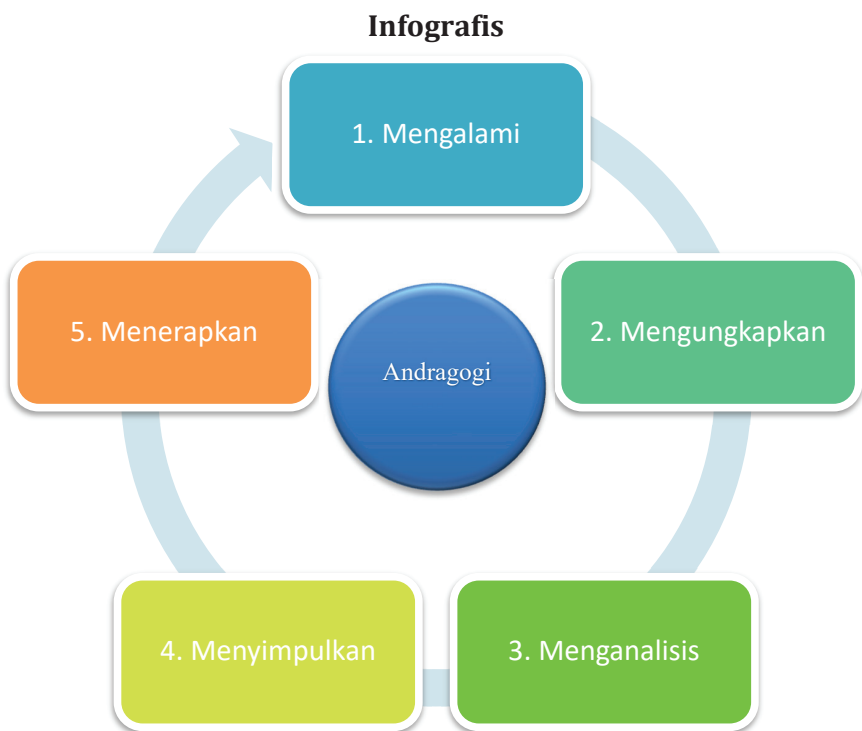 Infografis
1. Mengalami
2. Mengungkapkan
3. Menganalisis
4. Menyimpulkan
5. Menerapkan
Andragogi